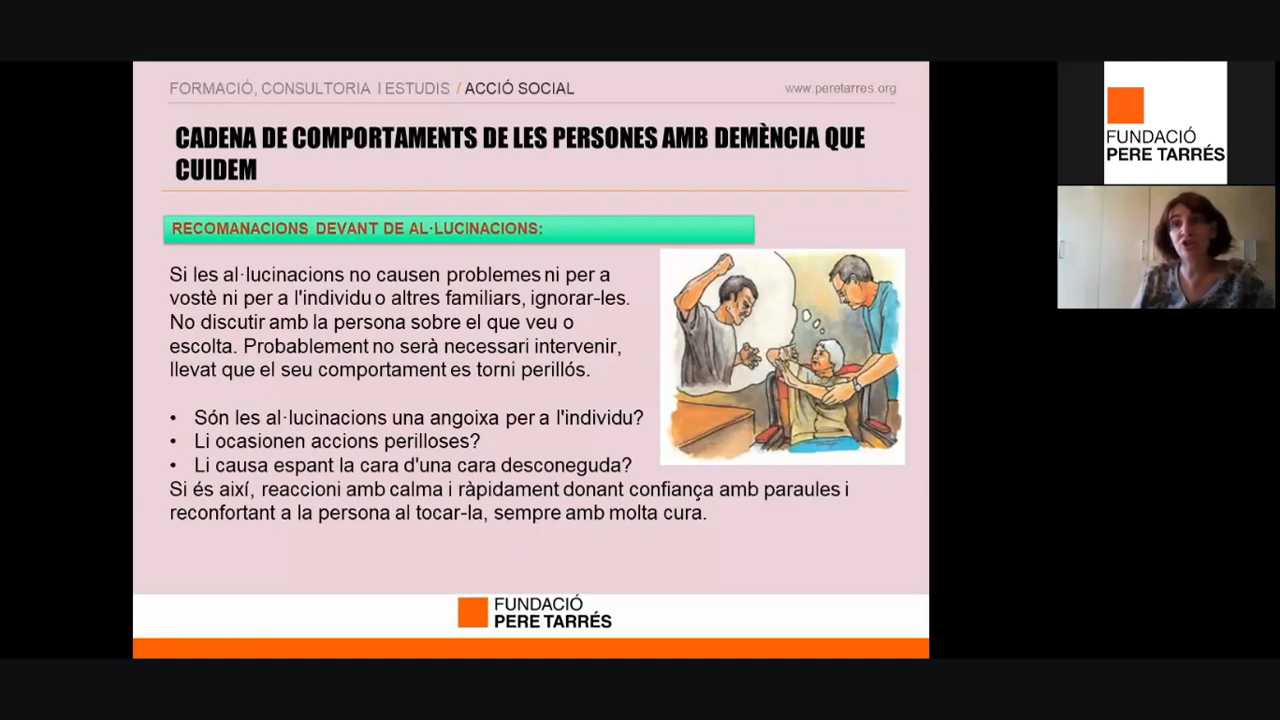 FORMACIÓ, CONSULTORIA I ESTUDIS / ACCIÓ SOCIAL
www.peretarres.org
CADENA DE COMPORTAMENTS DE LES PERSONES AMB DEMÈNCIA QUE
CUIDEM
RECOMANACIONS DEVANT DE AL·LUCINACIONS:
Si les al·lucinacions no causen problemes ni per a
vostè ni per a l'individu o altres familiars, ignorar-les.
No discutir amb la persona sobre el que veu o
escolta. Probablement no serà necessari intervenir,
llevat que el seu comportament es torni perillós.
• Són les al·lucinacions una angoixa per a l'individu?
• Li ocasionen accions perilloses?
• Li causa espant la cara d'una cara desconeguda?
Si és així, reaccioni amb calma i ràpidament donant confiança amb paraules i
reconfortant a la persona al tocar-la, sempre amb molta cura.
FUNDACIÓ
PERE TARRÉS
FUNDACIÓ
PERE TARRÉS